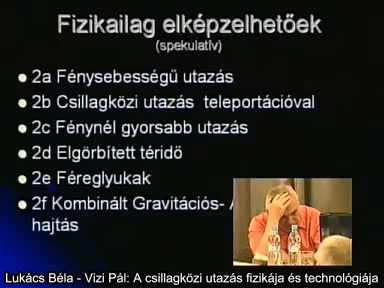 Fizikailag elképzelhetőek
(spekulatív)
2a Fénysebességű utazás
2b Csillagközi utazás teleportációval
2c Fénynél gyorsabb utazás
2d Elgörbített téridő
2e Féreglyukak
2f Kombinált Gravitációs-
hajtás
Lukács Béla - Vizi Pál: A csillagközi utazás fizikája és technológiája